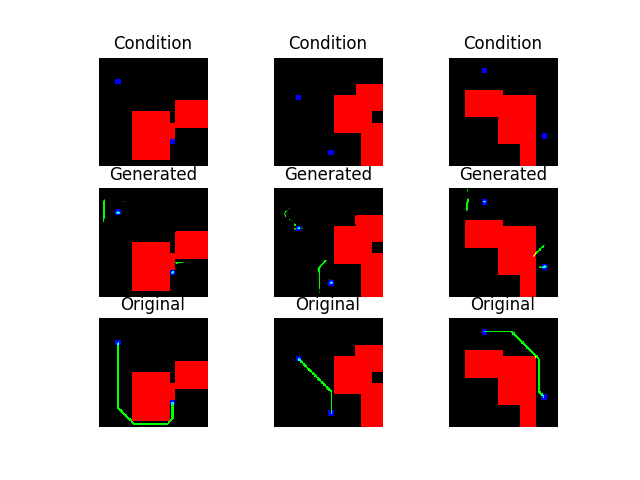 Condition
Condition
Condition
Generated
Generated
Generated
Original
Original
Original